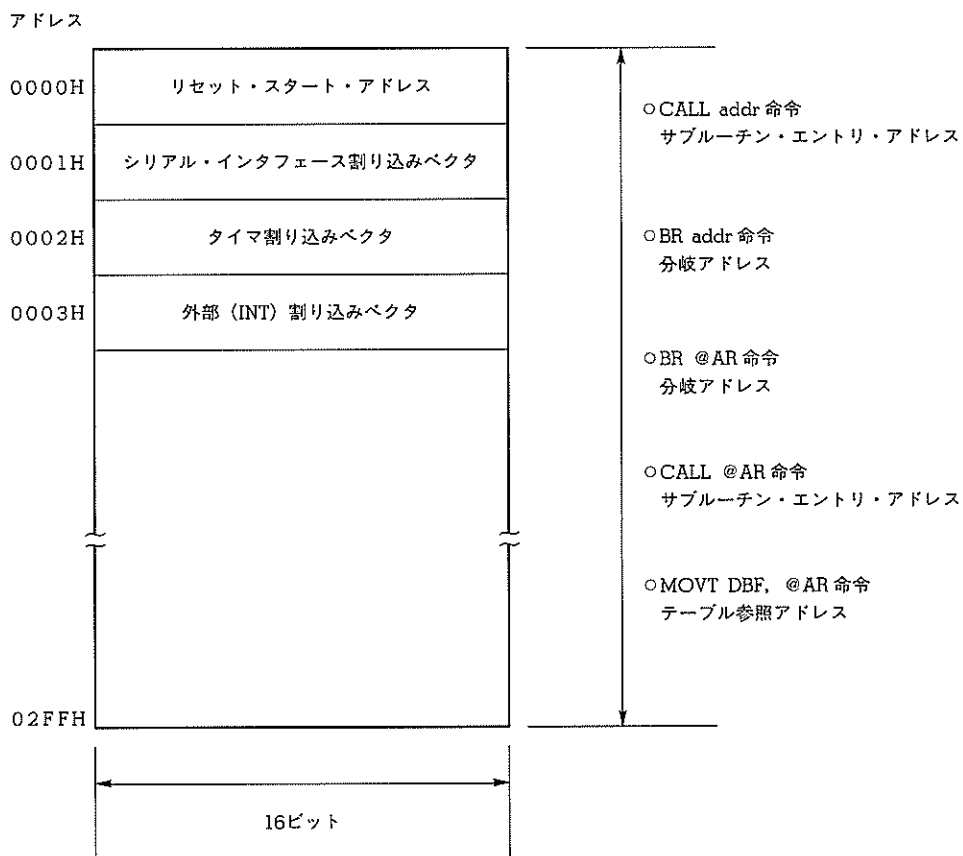 アドレス
0000H
リセット・スタート・アドレス
0001H
シリアル・インタフェース割り込みベクタ
0002H
タイマ割り込みベクタ
0003H
外部（INT）割り込みベクタ
02FFH
16ビット
○CALL addr 命令
サブルーチン・エントリ・アドレス
○BR addr 命令
分岐アドレス
○BR @AR 命令
分岐アドレス
○CALL @AR 命令
サブルーチン・エントリ・アドレス
○MOVT DBF, @AR 命令
テーブル参照アドレス